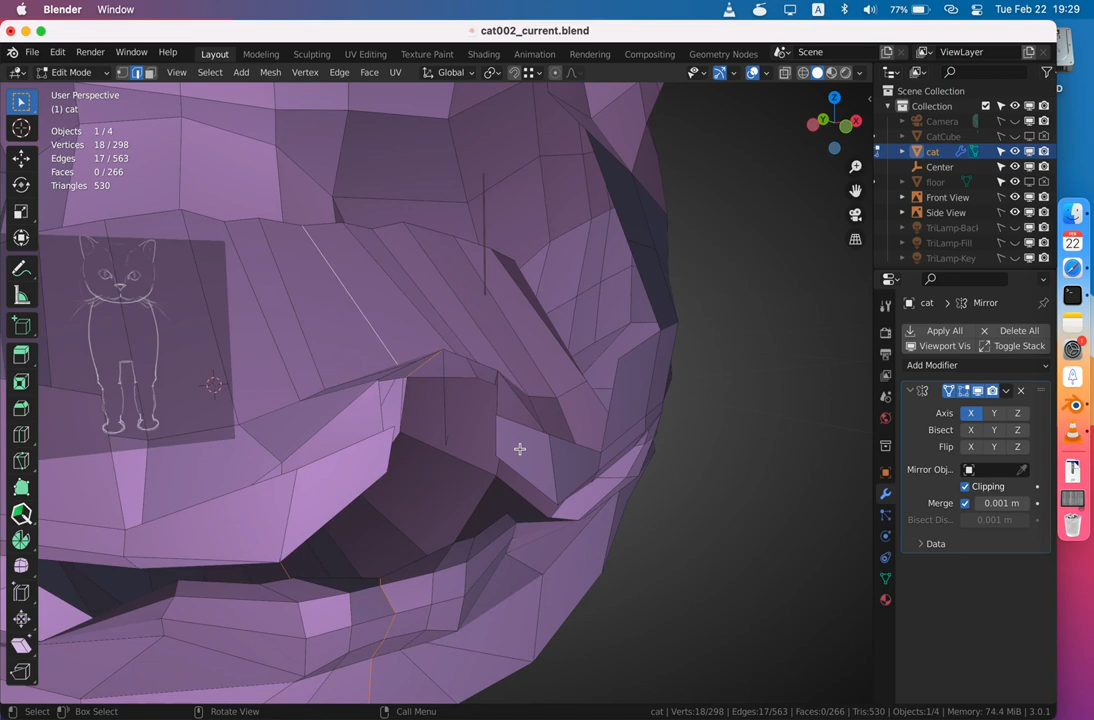 Blender Window 77% A Tue Feb 22 19:29
cat002_current.blend
File Edit Render Window Help Layout Modeling Sculpting UV Editing Texture Paint Shading Animation Rendering Compositing Geometry Nodes Scene ViewLayer
Edit Mode View Select Add Mesh Vertex Edge Face UV Global
User Perspective
(1) cat
Objects 1/4
Vertices 18/298
Edges 17/563
Faces 0/266
Triangles 530
Z
Y
X
Scene Collection
Collection
Camera
CatCube
cat
Center
floor
Front View
Side View
TriLamp-Back
TriLamp-Fill
TriLamp-Key
cat Mirror
Apply All Delete All
Viewport Vis Toggle Stack
Add Modifier
Axis X Y Z
Bisect X Y Z
Flip X Y Z
Mirror Obj..
Clipping
Merge 0.001 m
Bisect Dis.. 0.001 m
Data
FEB
22
Select Box Select Rotate View Call Menu cat | Verts:18/298 | Edges:17/563 | Faces:0/266 | Tris:530 | Objects:1/4 | Memory: 74.4 MiB | 3.0.1